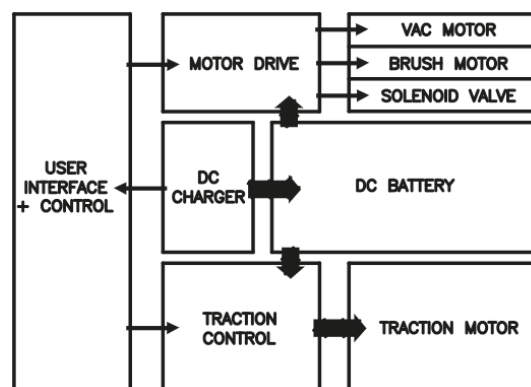 VAC MOTOR
MOTOR DRIVE
BRUSH MOTOR
SOLENOID VALVE
USER
INTERFACE
+ CONTROL
DC
CHARGER
DC BATTERY
TRACTION
CONTROL
TRACTION MOTOR